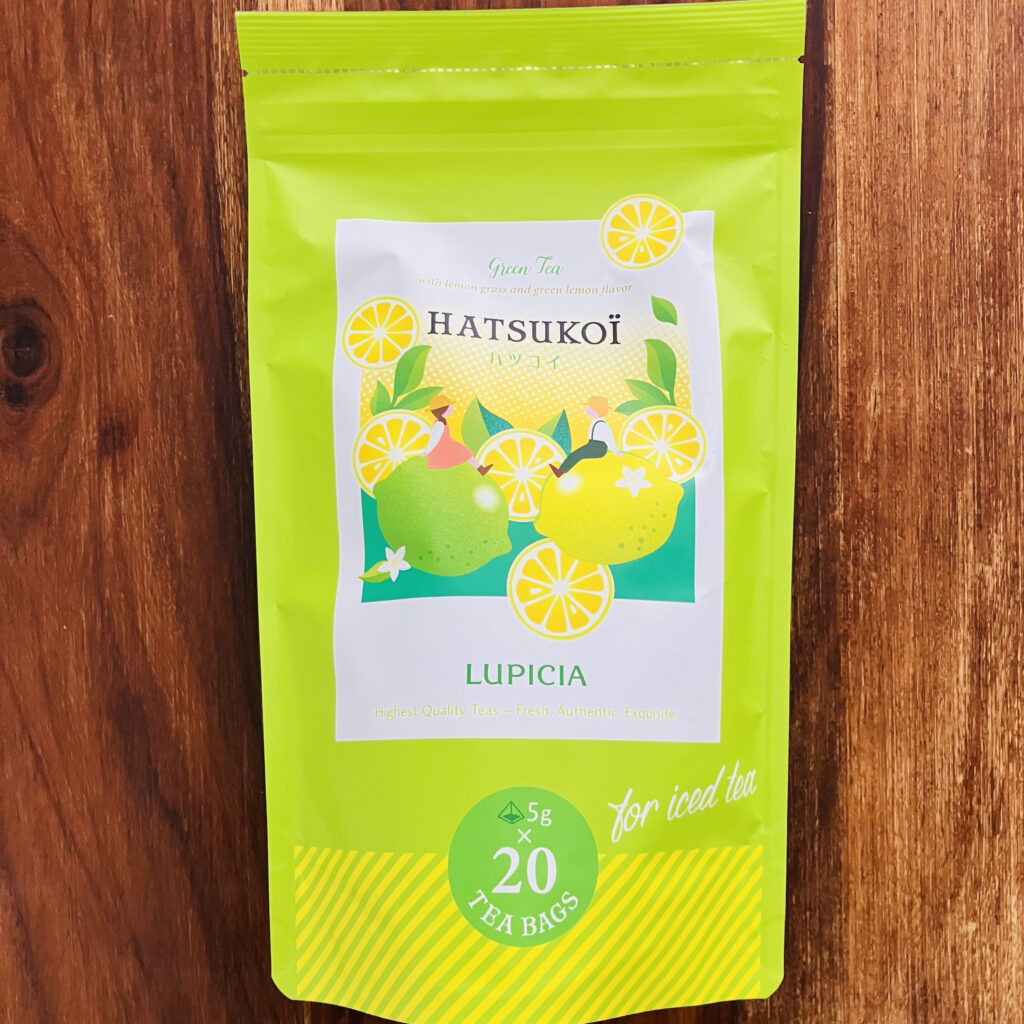 Green Tea
with lemon grass and green lemon flavor
HATSUKOÏ
ハツコイ
LUPICIA
Highest Quality Teas – Fresh, Authentic, Exquisite
for iced tea
5g
×
20
TEA BAGS